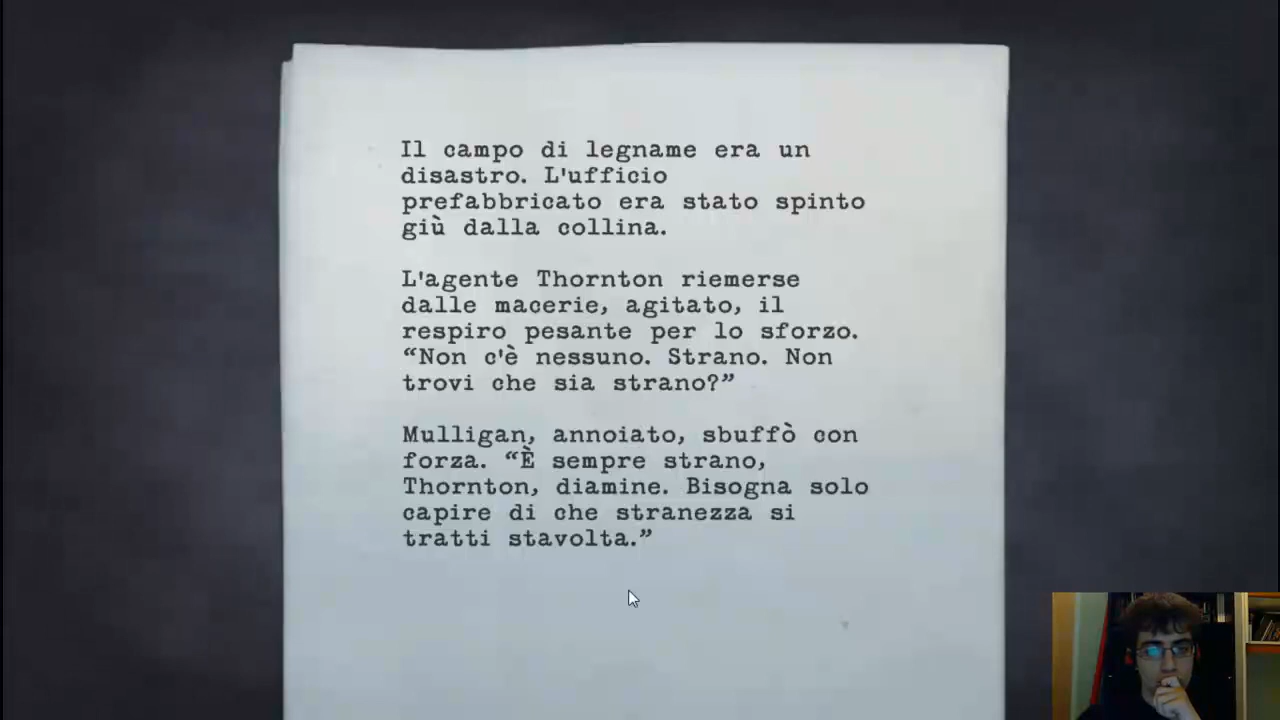 Il campo di legname era un
disastro. L'ufficio
prefabbricato era stato spinto
giù dalla collina.
L'agente Thornton riemerse
dalle macerie, agitato, il
respiro pesante per lo sforzo.
“Non c'è nessuno. Strano. Non
trovi che sia strano?”
Mulligan, annoiato, sbuffò con
forza. “È sempre strano,
Thornton, diamine. Bisogna solo
capire di che stranezza si
tratti stavolta.”